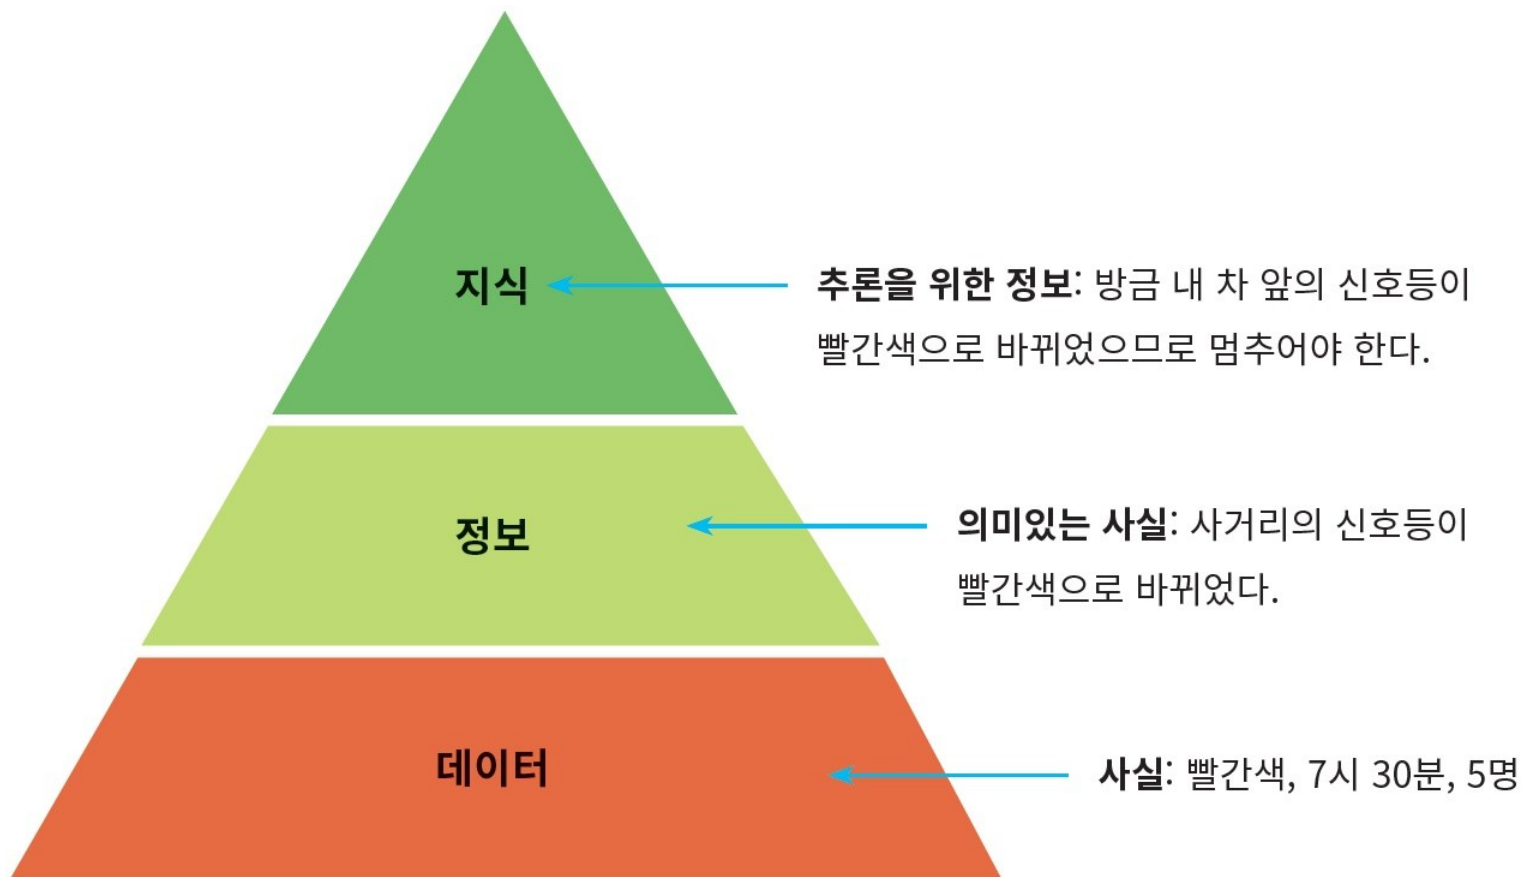 지식
추론을 위한 정보: 방금 내 차 앞의 신호등이
빨간색으로 바뀌었으므로 멈추어야 한다.
정보
의미있는 사실: 사거리의 신호등이
빨간색으로 바뀌었다.
데이터
사실: 빨간색, 7시 30분, 5명